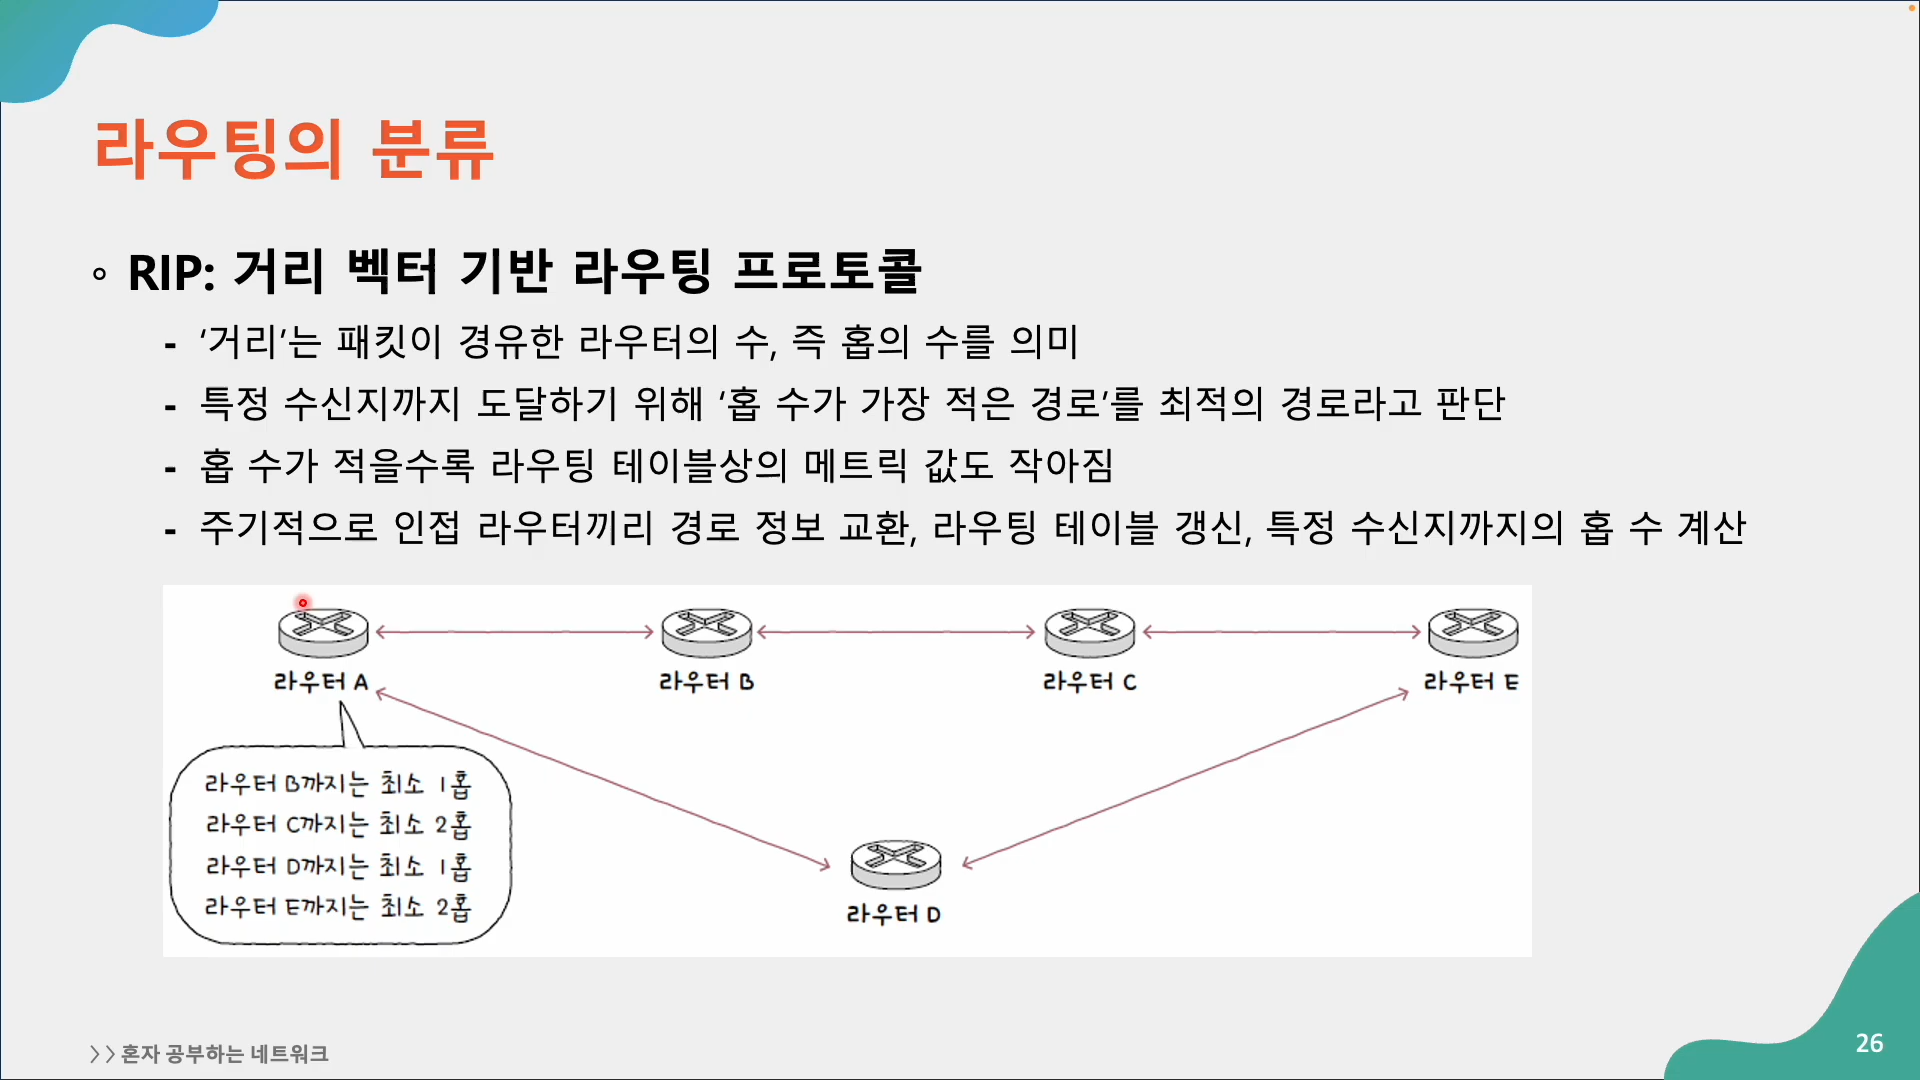 라우팅의 분류
◦ RIP: 거리 벡터 기반 라우팅 프로토콜
- ‘거리’는 패킷이 경유한 라우터의 수, 즉 홉의 수를 의미
- 특정 수신지까지 도달하기 위해 ‘홉 수가 가장 적은 경로’를 최적의 경로라고 판단
- 홉 수가 적을수록 라우팅 테이블상의 메트릭 값도 작아짐
- 주기적으로 인접 라우터끼리 경로 정보 교환, 라우팅 테이블 갱신, 특정 수신지까지의 홉 수 계산
라우터 A
라우터 B
라우터 C
라우터 E
라우터 B까지는 최소 1홉
라우터 C까지는 최소 2홉
라우터 D까지는 최소 1홉
라우터 E까지는 최소 2홉
라우터 D
>> 혼자 공부하는 네트워크
26